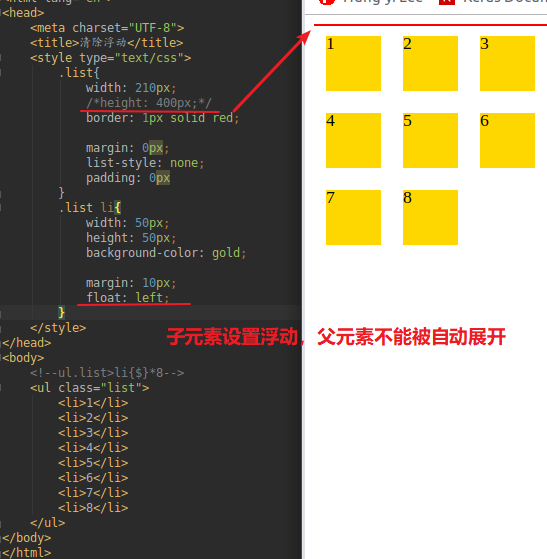 <head>
<meta charset="UTF-8">
<title>清除浮动</title>
<style type="text/css">
.list{
width: 210px;
/*height: 400px;*/
border: 1px solid red;
margin: 0px;
list-style: none;
padding: 0px
}
.list li{
width: 50px;
height: 50px;
background-color: gold;
margin: 10px;
float: left;
}
</style>
</head>
<body>
<!--ul.list>li{$}*8-->
<ul class="list">
<li>1</li>
<li>2</li>
<li>3</li>
<li>4</li>
<li>5</li>
<li>6</li>
<li>7</li>
<li>8</li>
</ul>
</body>
</html>
1 2 3
4 5 6
7 8
子元素设置浮动，父元素不能被自动展开